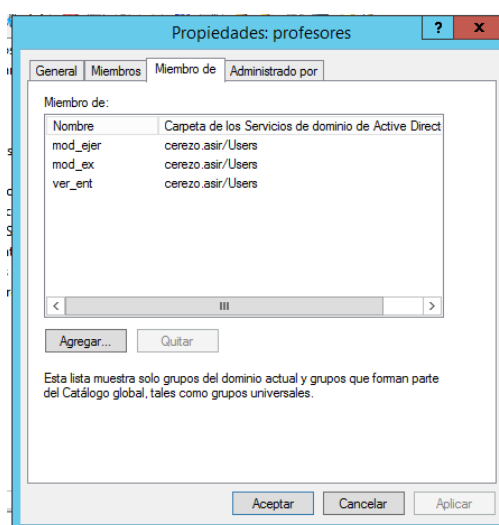 Propiedades: profesores
?
x
General
Miembros
Miembro de
Administrado por
Miembro de:
Nombre
Carpeta de los Servicios de dominio de Active Direct
mod_ejer
cerezo.asir/Users
mod_ex
cerezo.asir/Users
ver_ent
cerezo.asir/Users
Agregar...
Quitar
Esta lista muestra solo grupos del dominio actual y grupos que forman parte
del Catálogo global, tales como grupos universales.
Aceptar
Cancelar
Aplicar